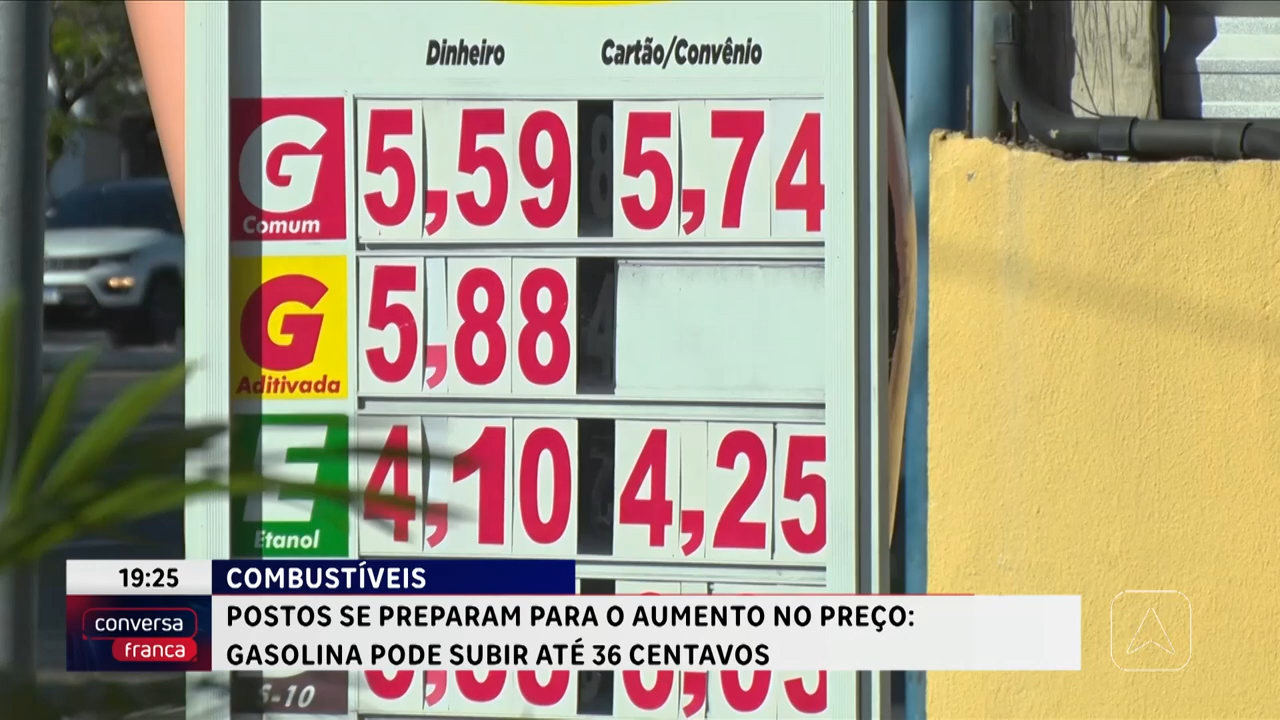 Dinheiro Cartão/Convênio
G Comum 5,59 5,74
G Aditivada 5,88
E Etanol 4,10 4,25
19:25 COMBUSTÍVEIS
conversa franca
POSTOS SE PREPARAM PARA O AUMENTO NO PREÇO:
GASOLINA PODE SUBIR ATÉ 36 CENTAVOS
S-10